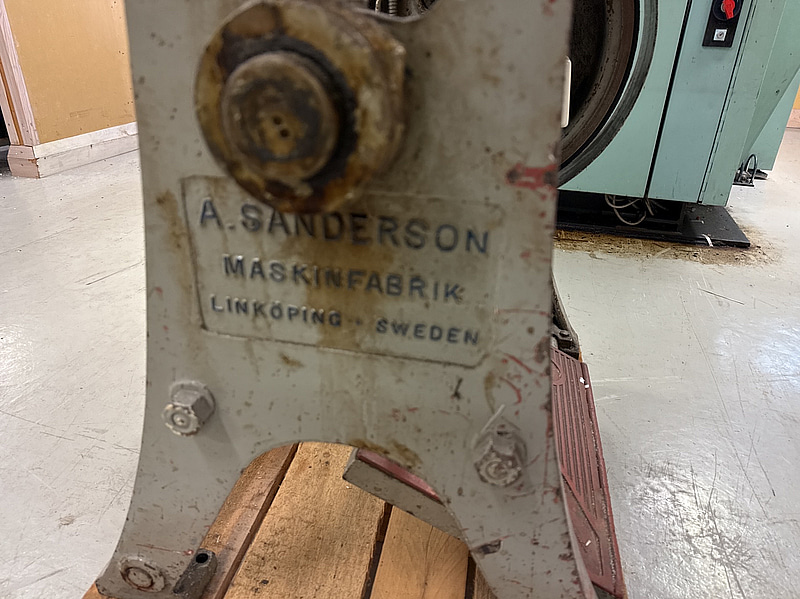 A. SANDERSON
MASKINFABRIK
LINKÖPING - SWEDEN